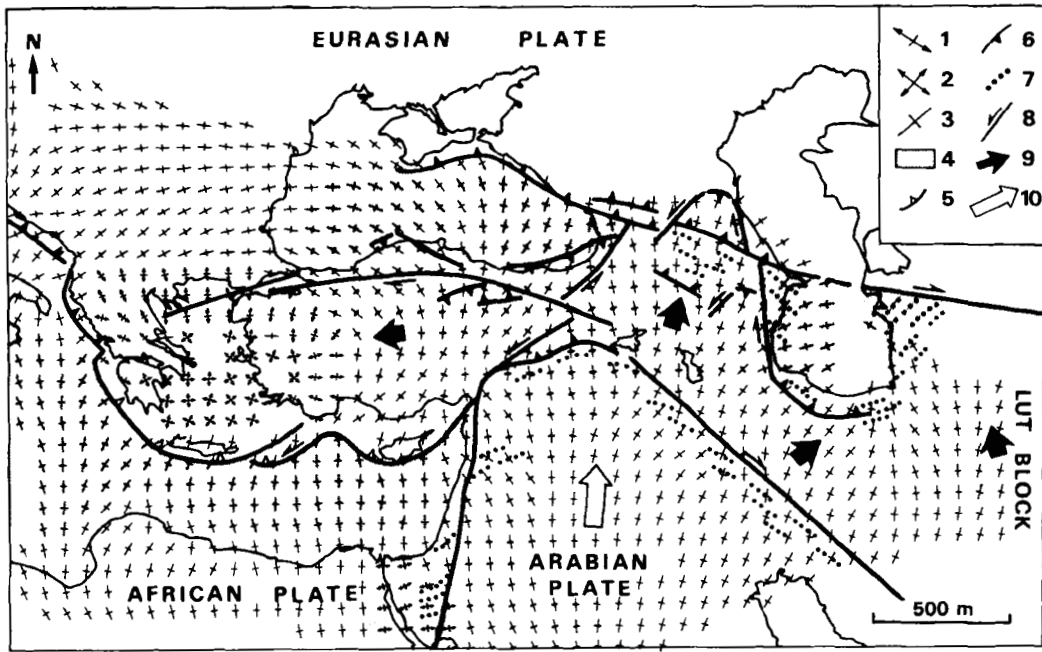 N
EURASIAN PLATE
1 6
2 7
3 8
4 9
5 10
LUT BLOCK
AFRICAN PLATE
ARABIAN
PLATE
500 m